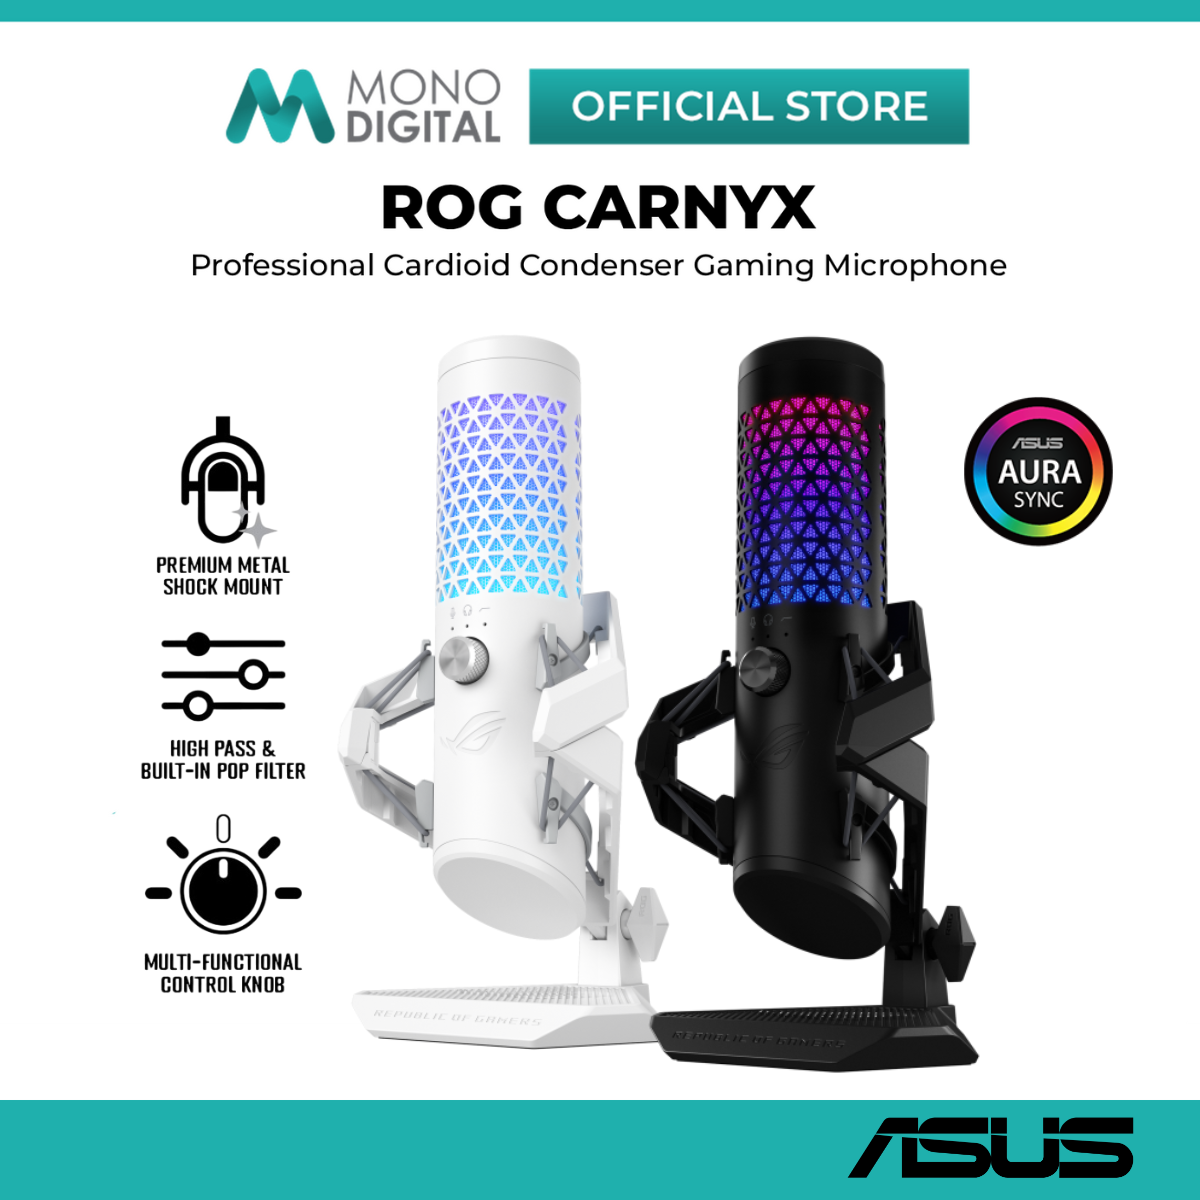 MONO
DIGITAL
OFFICIAL STORE
ROG CARNYX
Professional Cardioid Condenser Gaming Microphone
ASUS
AURA
SYNC
PREMIUM METAL
SHOCK MOUNT
HIGH PASS &
BUILT-IN POP FILTER
MULTI-FUNCTIONAL
CONTROL KNOB
REPUBLIC OF GAMERS
REPUBLIC OF GAMERS
ASUS